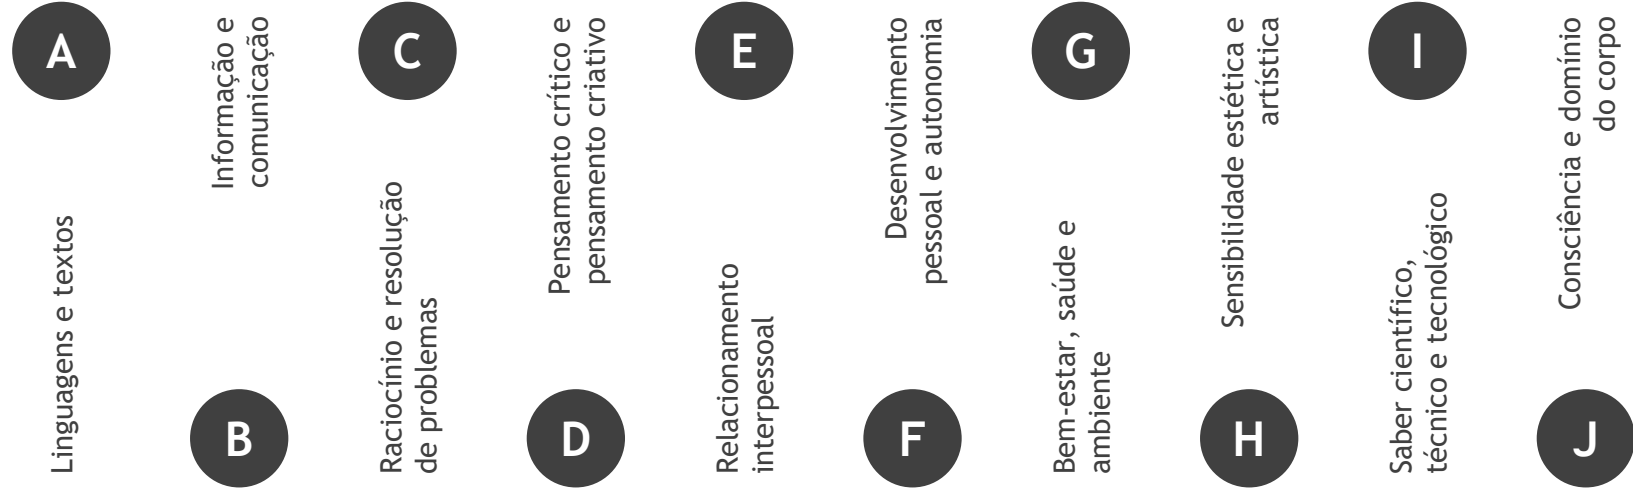 A
Linguagens e textos
Informação e
comunicação
B
C
Raciocínio e resolução
de problemas
Pensamento crítico e
pensamento criativo
D
E
Relacionamento
interpessoal
Desenvolvimento
pessoal e autonomia
F
G
Bem-estar, saúde e
ambiente
Sensibilidade estética e
artística
H
I
Saber científico,
técnico e tecnológico
Consciência e domínio
do corpo
J